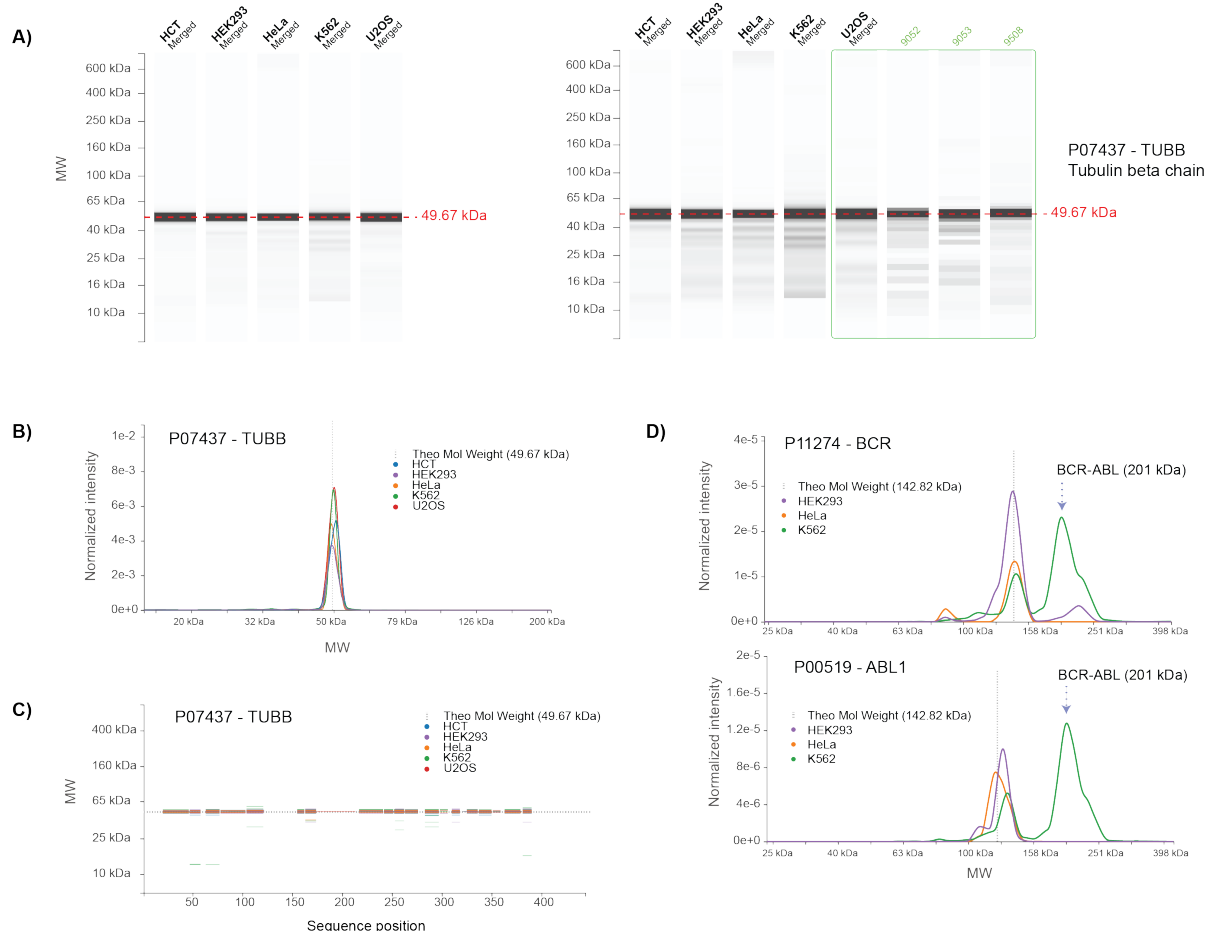 A)
HCT
Merged
HEK293
Merged
HeLa
Merged
K562
Merged
U2OS
Merged
600 kDa
400 kDa
250 kDa
160 kDa
100 kDa
65 kDa
40 kDa
25 kDa
16 kDa
10 kDa
MW
49.67 kDa
HCT
Merged
HEK293
Merged
HeLa
Merged
K562
Merged
U2OS
Merged
9052
9053
9508
600 kDa
400 kDa
250 kDa
160 kDa
100 kDa
65 kDa
40 kDa
25 kDa
16 kDa
10 kDa
49.67 kDa
P07437 - TUBB
Tubulin beta chain
B)
P07437 - TUBB
Theo Mol Weight (49.67 kDa)
HCT
HEK293
HeLa
K562
U2OS
Normalized intensity
1e-2
8e-3
6e-3
4e-3
2e-3
0e+0
20 kDa
32 kDa
50 kDa
79 kDa
126 kDa
200 kDa
MW
C)
P07437 - TUBB
Theo Mol Weight (49.67 kDa)
HCT
HEK293
HeLa
K562
U2OS
MW
400 kDa
160 kDa
65 kDa
25 kDa
10 kDa
50
100
150
200
250
300
350
400
Sequence position
D)
P11274 - BCR
BCR-ABL (201 kDa)
Theo Mol Weight (142.82 kDa)
HEK293
HeLa
K562
Normalized intensity
4e-5
3e-5
2e-5
1e-5
0e+0
25 kDa
40 kDa
63 kDa
100 kDa
158 kDa
251 kDa
398 kDa
P00519 - ABL1
BCR-ABL (201 kDa)
Theo Mol Weight (142.82 kDa)
HEK293
HeLa
K562
Normalized intensity
2e-5
1.6e-5
1.2e-5
8e-6
4e-6
0e+0
25 kDa
40 kDa
63 kDa
100 kDa
158 kDa
251 kDa
398 kDa
MW